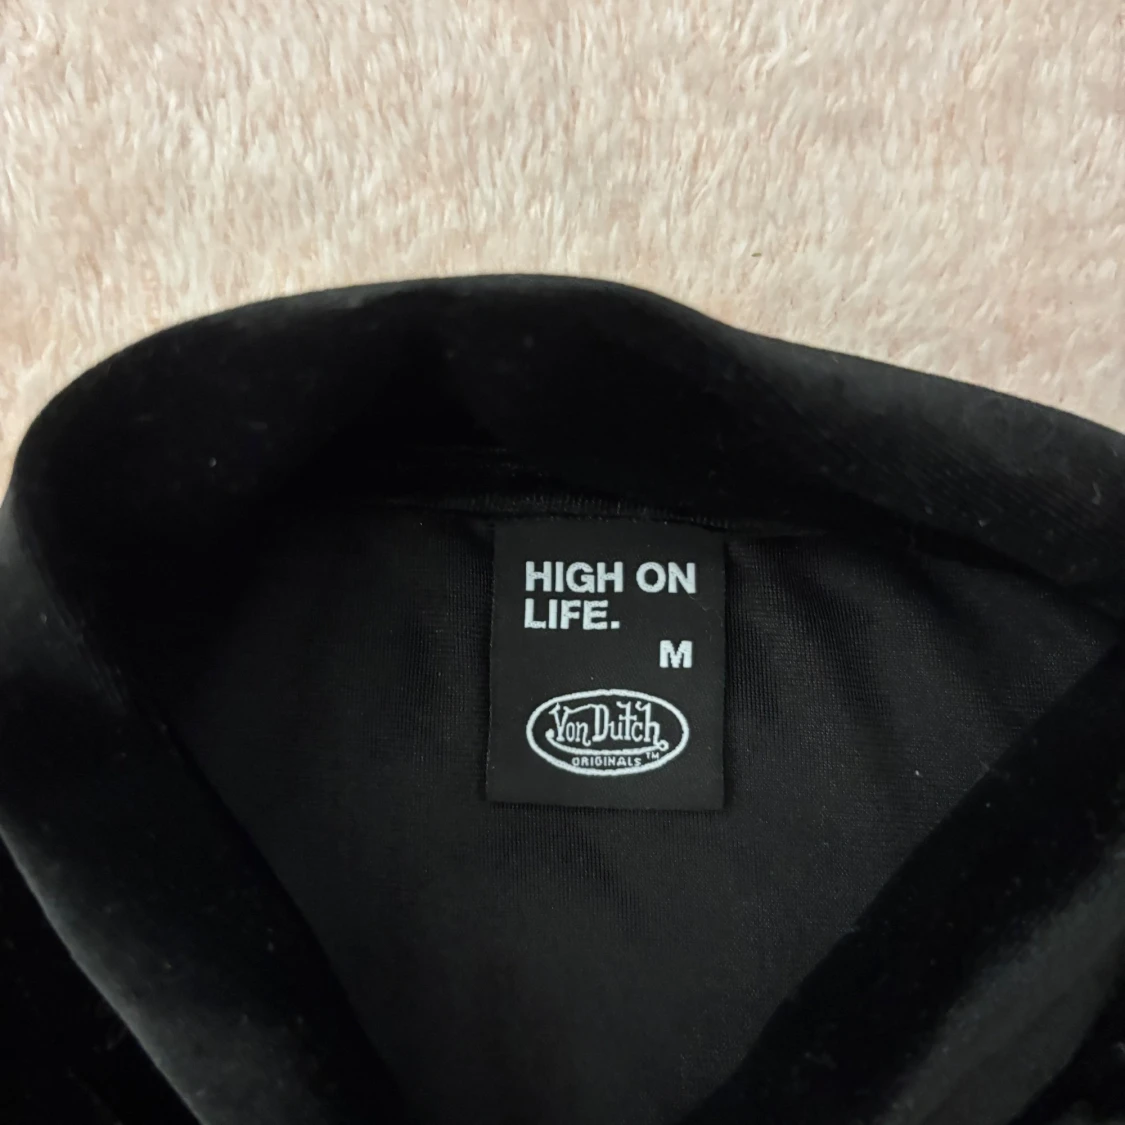 HIGH ON
LIFE.
M
Von Dutch
ORIGINALS™